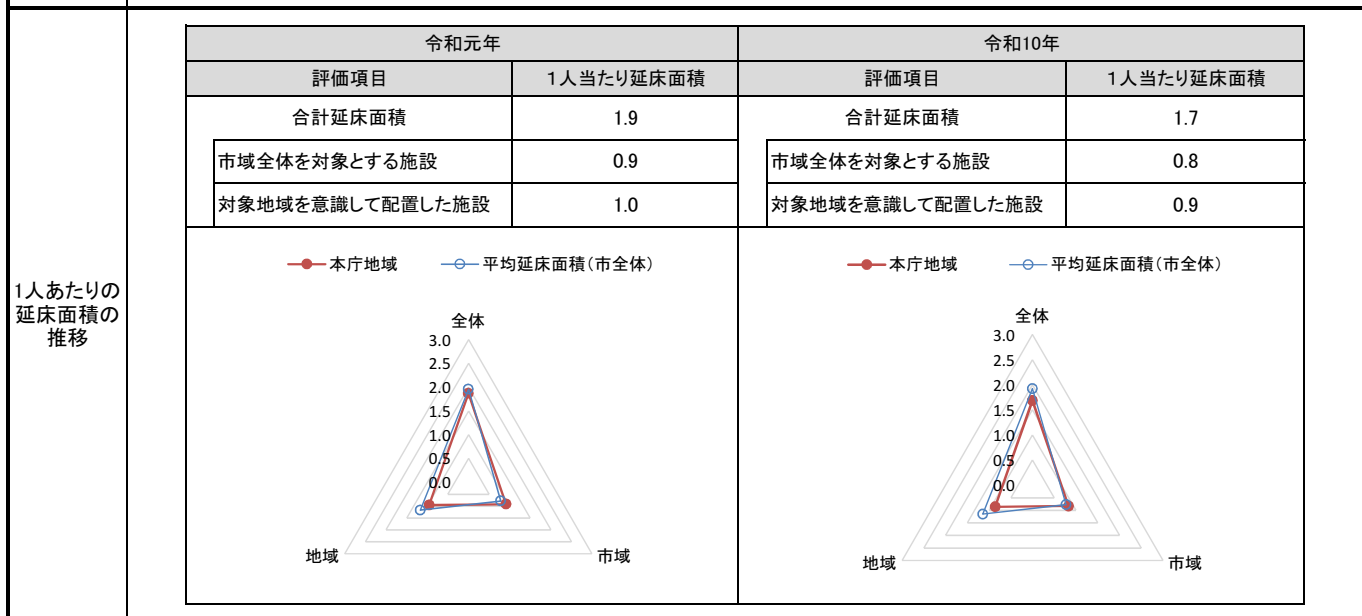 1人あたりの
延床面積の
推移
令和元年
評価項目 1人当たり延床面積
合計延床面積 1.9
市域全体を対象とする施設 0.9
対象地域を意識して配置した施設 1.0
本庁地域 平均延床面積(市全体)
全体
3.0
2.5
2.0
1.5
1.0
0.5
0.0
地域 市域
令和10年
評価項目 1人当たり延床面積
合計延床面積 1.7
市域全体を対象とする施設 0.8
対象地域を意識して配置した施設 0.9
本庁地域 平均延床面積(市全体)
全体
3.0
2.5
2.0
1.5
1.0
0.5
0.0
地域 市域